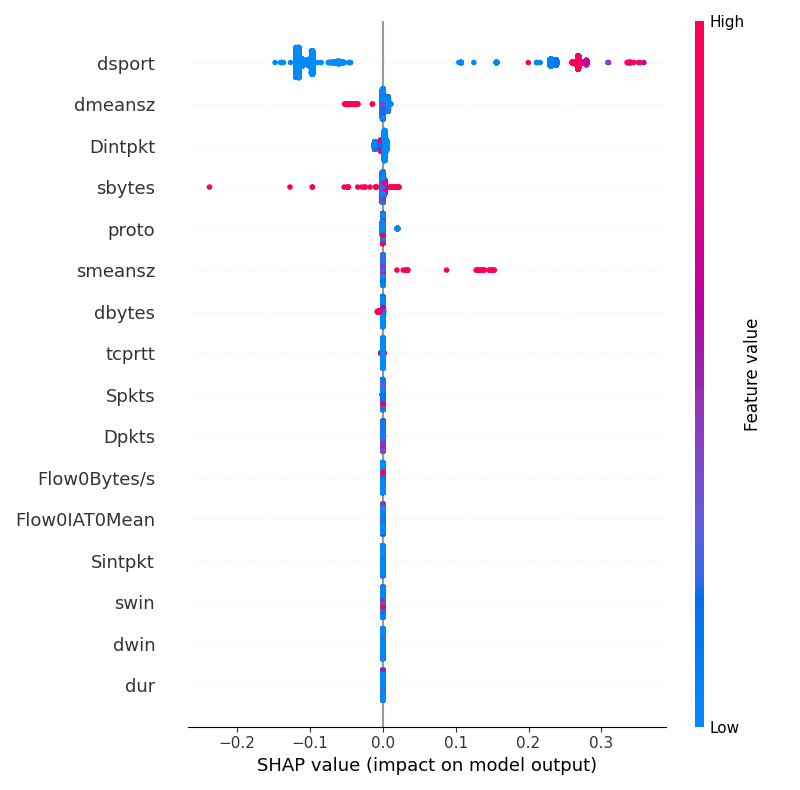 High
dsport
dmeansz
Dintpkt
sbytes
proto
smeansz
dbytes
tcprtt
Spkts
Dpkts
Flow0Bytes/s
Flow0IAT0Mean
Sintpkt
swin
dwin
dur
Feature value
Low
−0.2 −0.1 0.0 0.1 0.2 0.3
SHAP value (impact on model output)